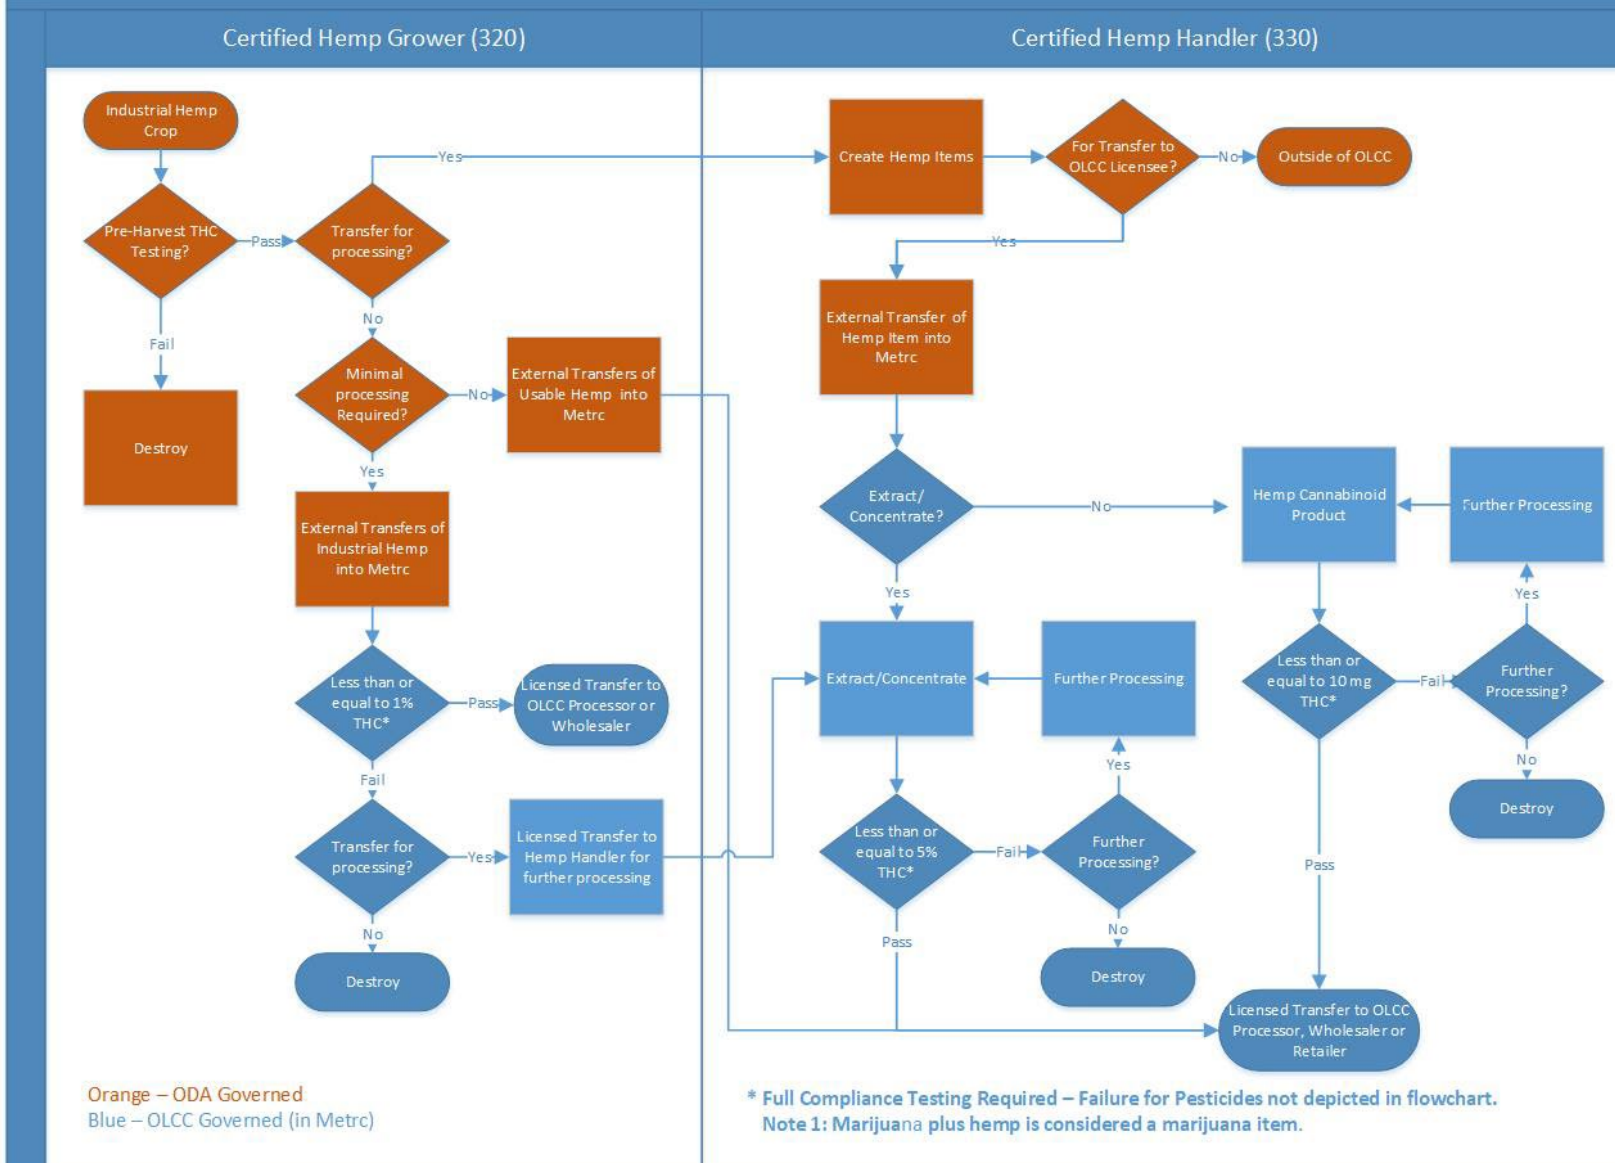 Certified Hemp Grower (320)
Certified Hemp Handler (330)
Industrial Hemp
Crop
Pre-Harvest THC
Testing?
Pass
Fail
Destroy
Transfer for
processing?
Yes
No
Minimal
processing
Required?
No
External Transfers of
Usable Hemp into
Metrc
Yes
External Transfers of
Industrial Hemp
into Metrc
Less than or
equal to 1%
THC*
Pass
Licensed Transfer to
OLCC Processor or
Wholesaler
Fail
Transfer for
processing?
Yes
Licensed Transfer to
Hemp Handler for
further processing
No
Destroy
Create Hemp Items
For Transfer to
OLCC Licensee?
No
Outside of OLCC
Yes
External Transfer of
Hemp Item into
Metrc
Extract/
Concentrate?
No
Hemp Cannabinoid
Product
Further Processing
Yes
Yes
Extract/Concentrate
Further Processing
Less than or
equal to 10 mg
THC*
Fail
Further
Processing?
No
Destroy
Yes
Less than or
equal to 5%
THC*
Fail
Further
Processing?
No
Destroy
Pass
Pass
Licensed Transfer to OLCC
Processor, Wholesaler or
Retailer
Orange – ODA Governed
Blue – OLCC Governed (in Metrc)
* Full Compliance Testing Required – Failure for Pesticides not depicted in flowchart.
Note 1: Marijuana plus hemp is considered a marijuana item.